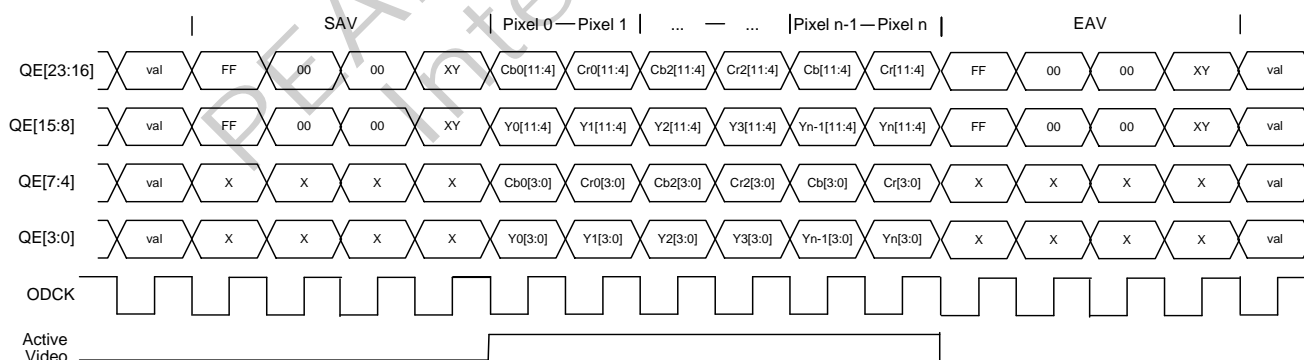 SAV Pixel 0 — Pixel 1 ... — ... Pixel n-1 — Pixel n EAV
QE[23:16] val FF 00 00 XY Cb0[11:4] Cr0[11:4] Cb2[11:4] Cr2[11:4] Cb[11:4] Cr[11:4] FF 00 00 XY val
QE[15:8] val FF 00 00 XY Y0[11:4] Y1[11:4] Y2[11:4] Y3[11:4] Yn-1[11:4] Yn[11:4] FF 00 00 XY val
QE[7:4] val X X X X Cb0[3:0] Cr0[3:0] Cb2[3:0] Cr2[3:0] Cb[3:0] Cr[3:0] X X X X val
QE[3:0] val X X X X Y0[3:0] Y1[3:0] Y2[3:0] Y3[3:0] Yn-1[3:0] Yn[3:0] X X X X val
ODCK
Active
Video